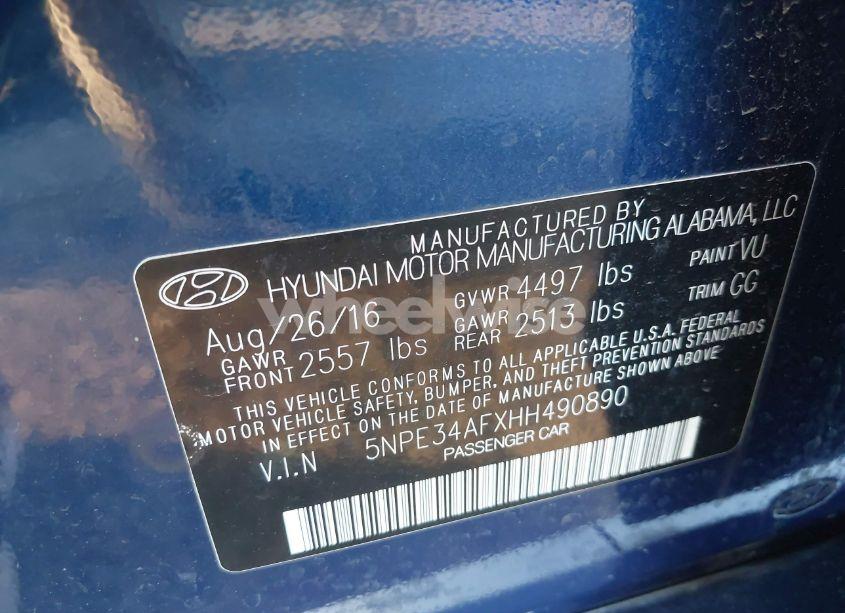 MANUFACTURED BY
HYUNDAI MOTOR MANUFACTURING ALABAMA, LLC
Aug/26/16 GVWR 4497 lbs PAINT VU
GAWR FRONT 2557 lbs GAWR REAR 2513 lbs TRIM GG
THIS VEHICLE CONFORMS TO ALL APPLICABLE U.S.A. FEDERAL
MOTOR VEHICLE SAFETY, BUMPER, AND THEFT PREVENTION STANDARDS
IN EFFECT ON THE DATE OF MANUFACTURE SHOWN ABOVE
V.I.N 5NPE34AFXHH490890
PASSENGER CAR
wheelwise